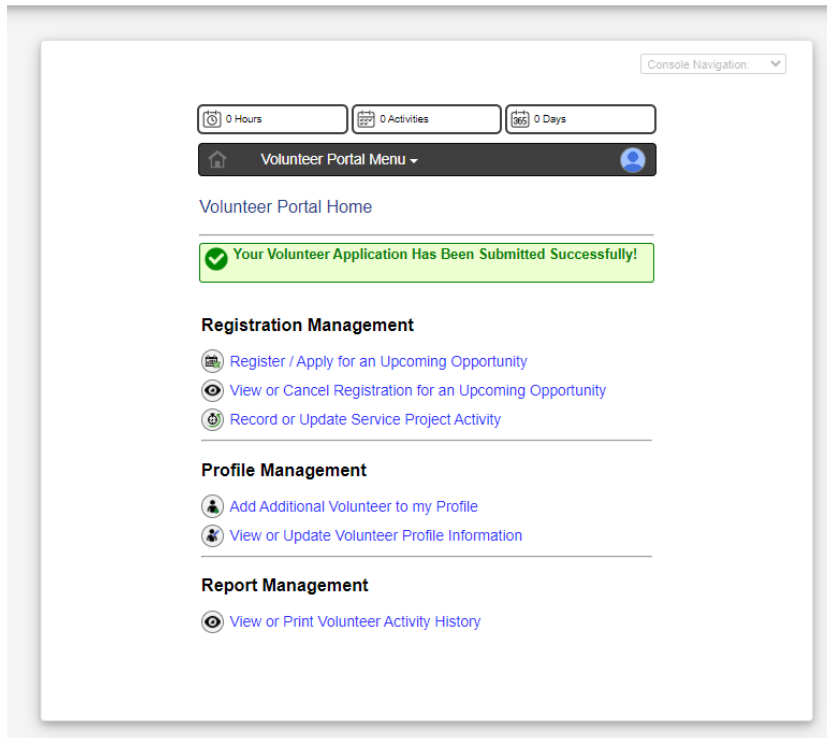 Console Navigation:
0 Hours
0 Activities
365 0 Days
Volunteer Portal Menu
Volunteer Portal Home
Your Volunteer Application Has Been Submitted Successfully!
Registration Management
Register / Apply for an Upcoming Opportunity
View or Cancel Registration for an Upcoming Opportunity
Record or Update Service Project Activity
Profile Management
Add Additional Volunteer to my Profile
View or Update Volunteer Profile Information
Report Management
View or Print Volunteer Activity History